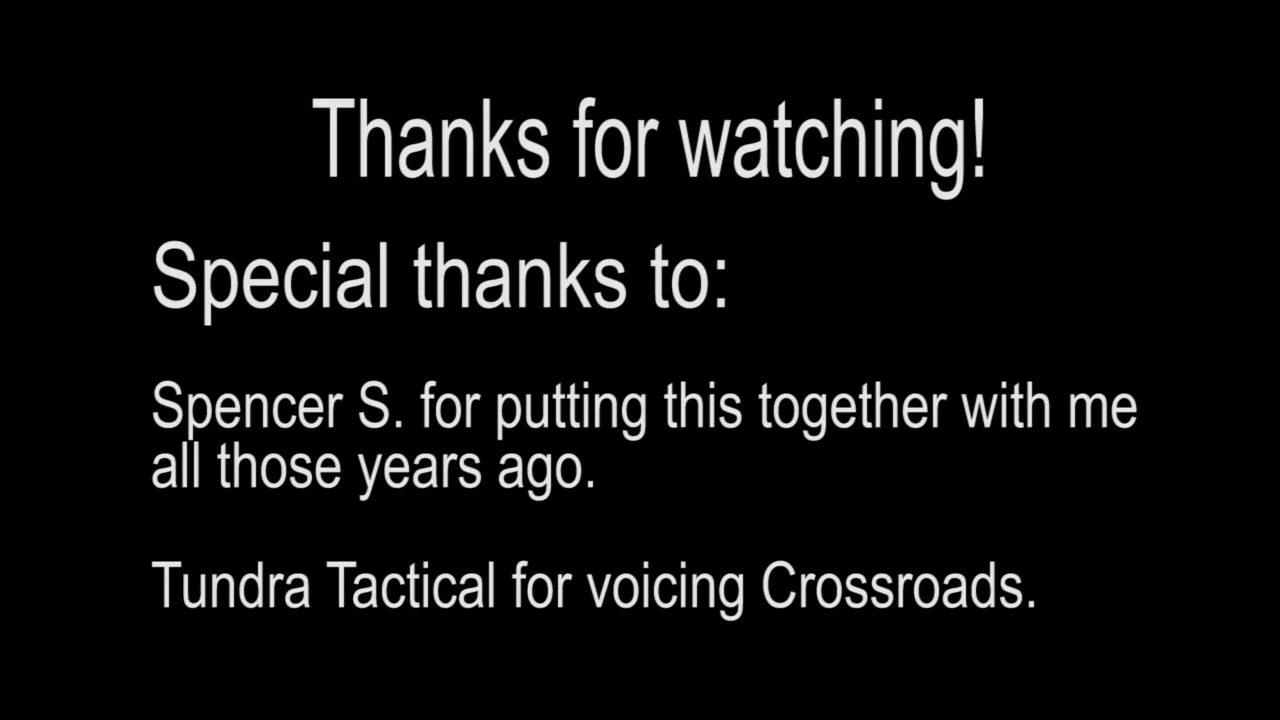 Thanks for watching!
Special thanks to:
Spencer S. for putting this together with me
all those years ago.
Tundra Tactical for voicing Crossroads.